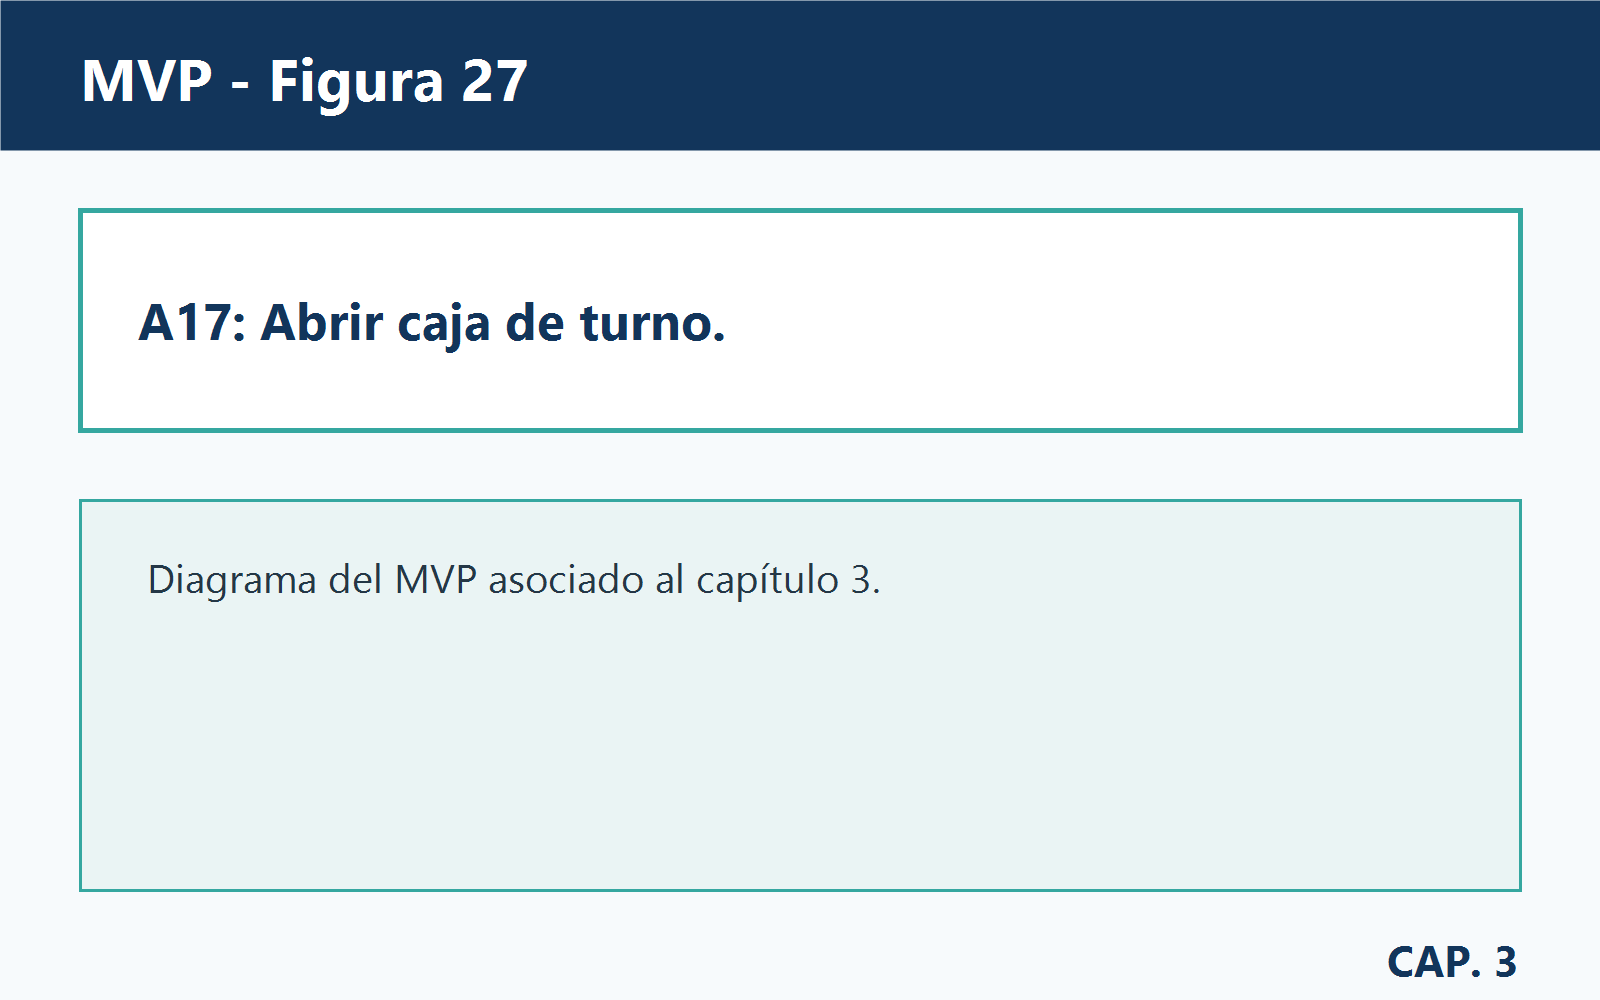 MVP - Figura 27
A17: Abrir caja de turno.
Diagrama del MVP asociado al capítulo 3.
CAP. 3